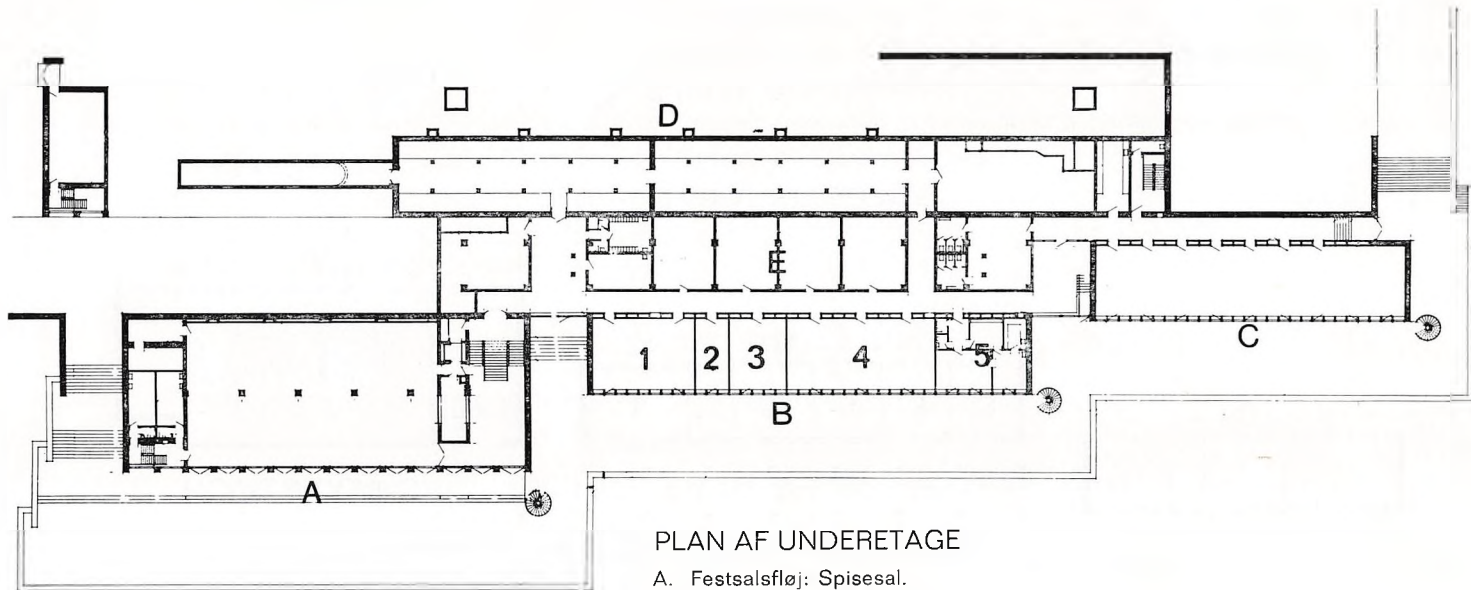 D
C
1 2 3 4 5
B
A
PLAN AF UNDERETAGE
A. Festsalsfløj: Spisesal.